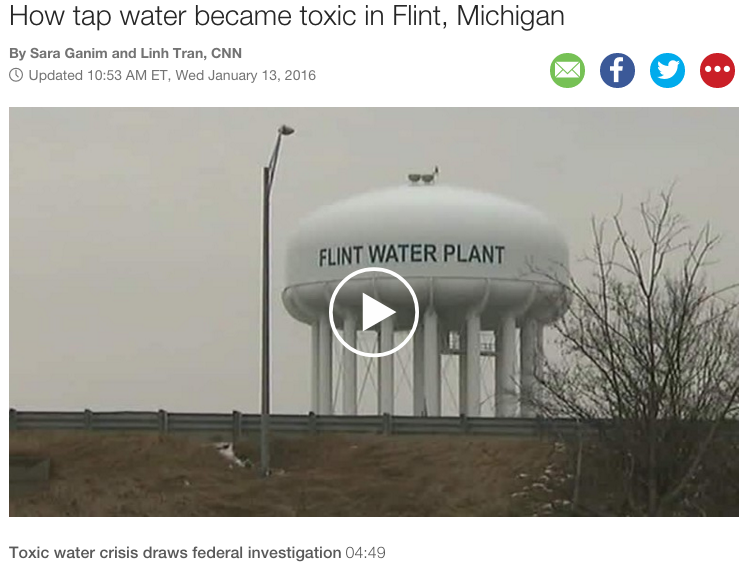 How tap water became toxic in Flint, Michigan
By Sara Ganim and Linh Tran, CNN
Updated 10:53 AM ET, Wed January 13, 2016
FLINT WATER PLANT
Toxic water crisis draws federal investigation 04:49